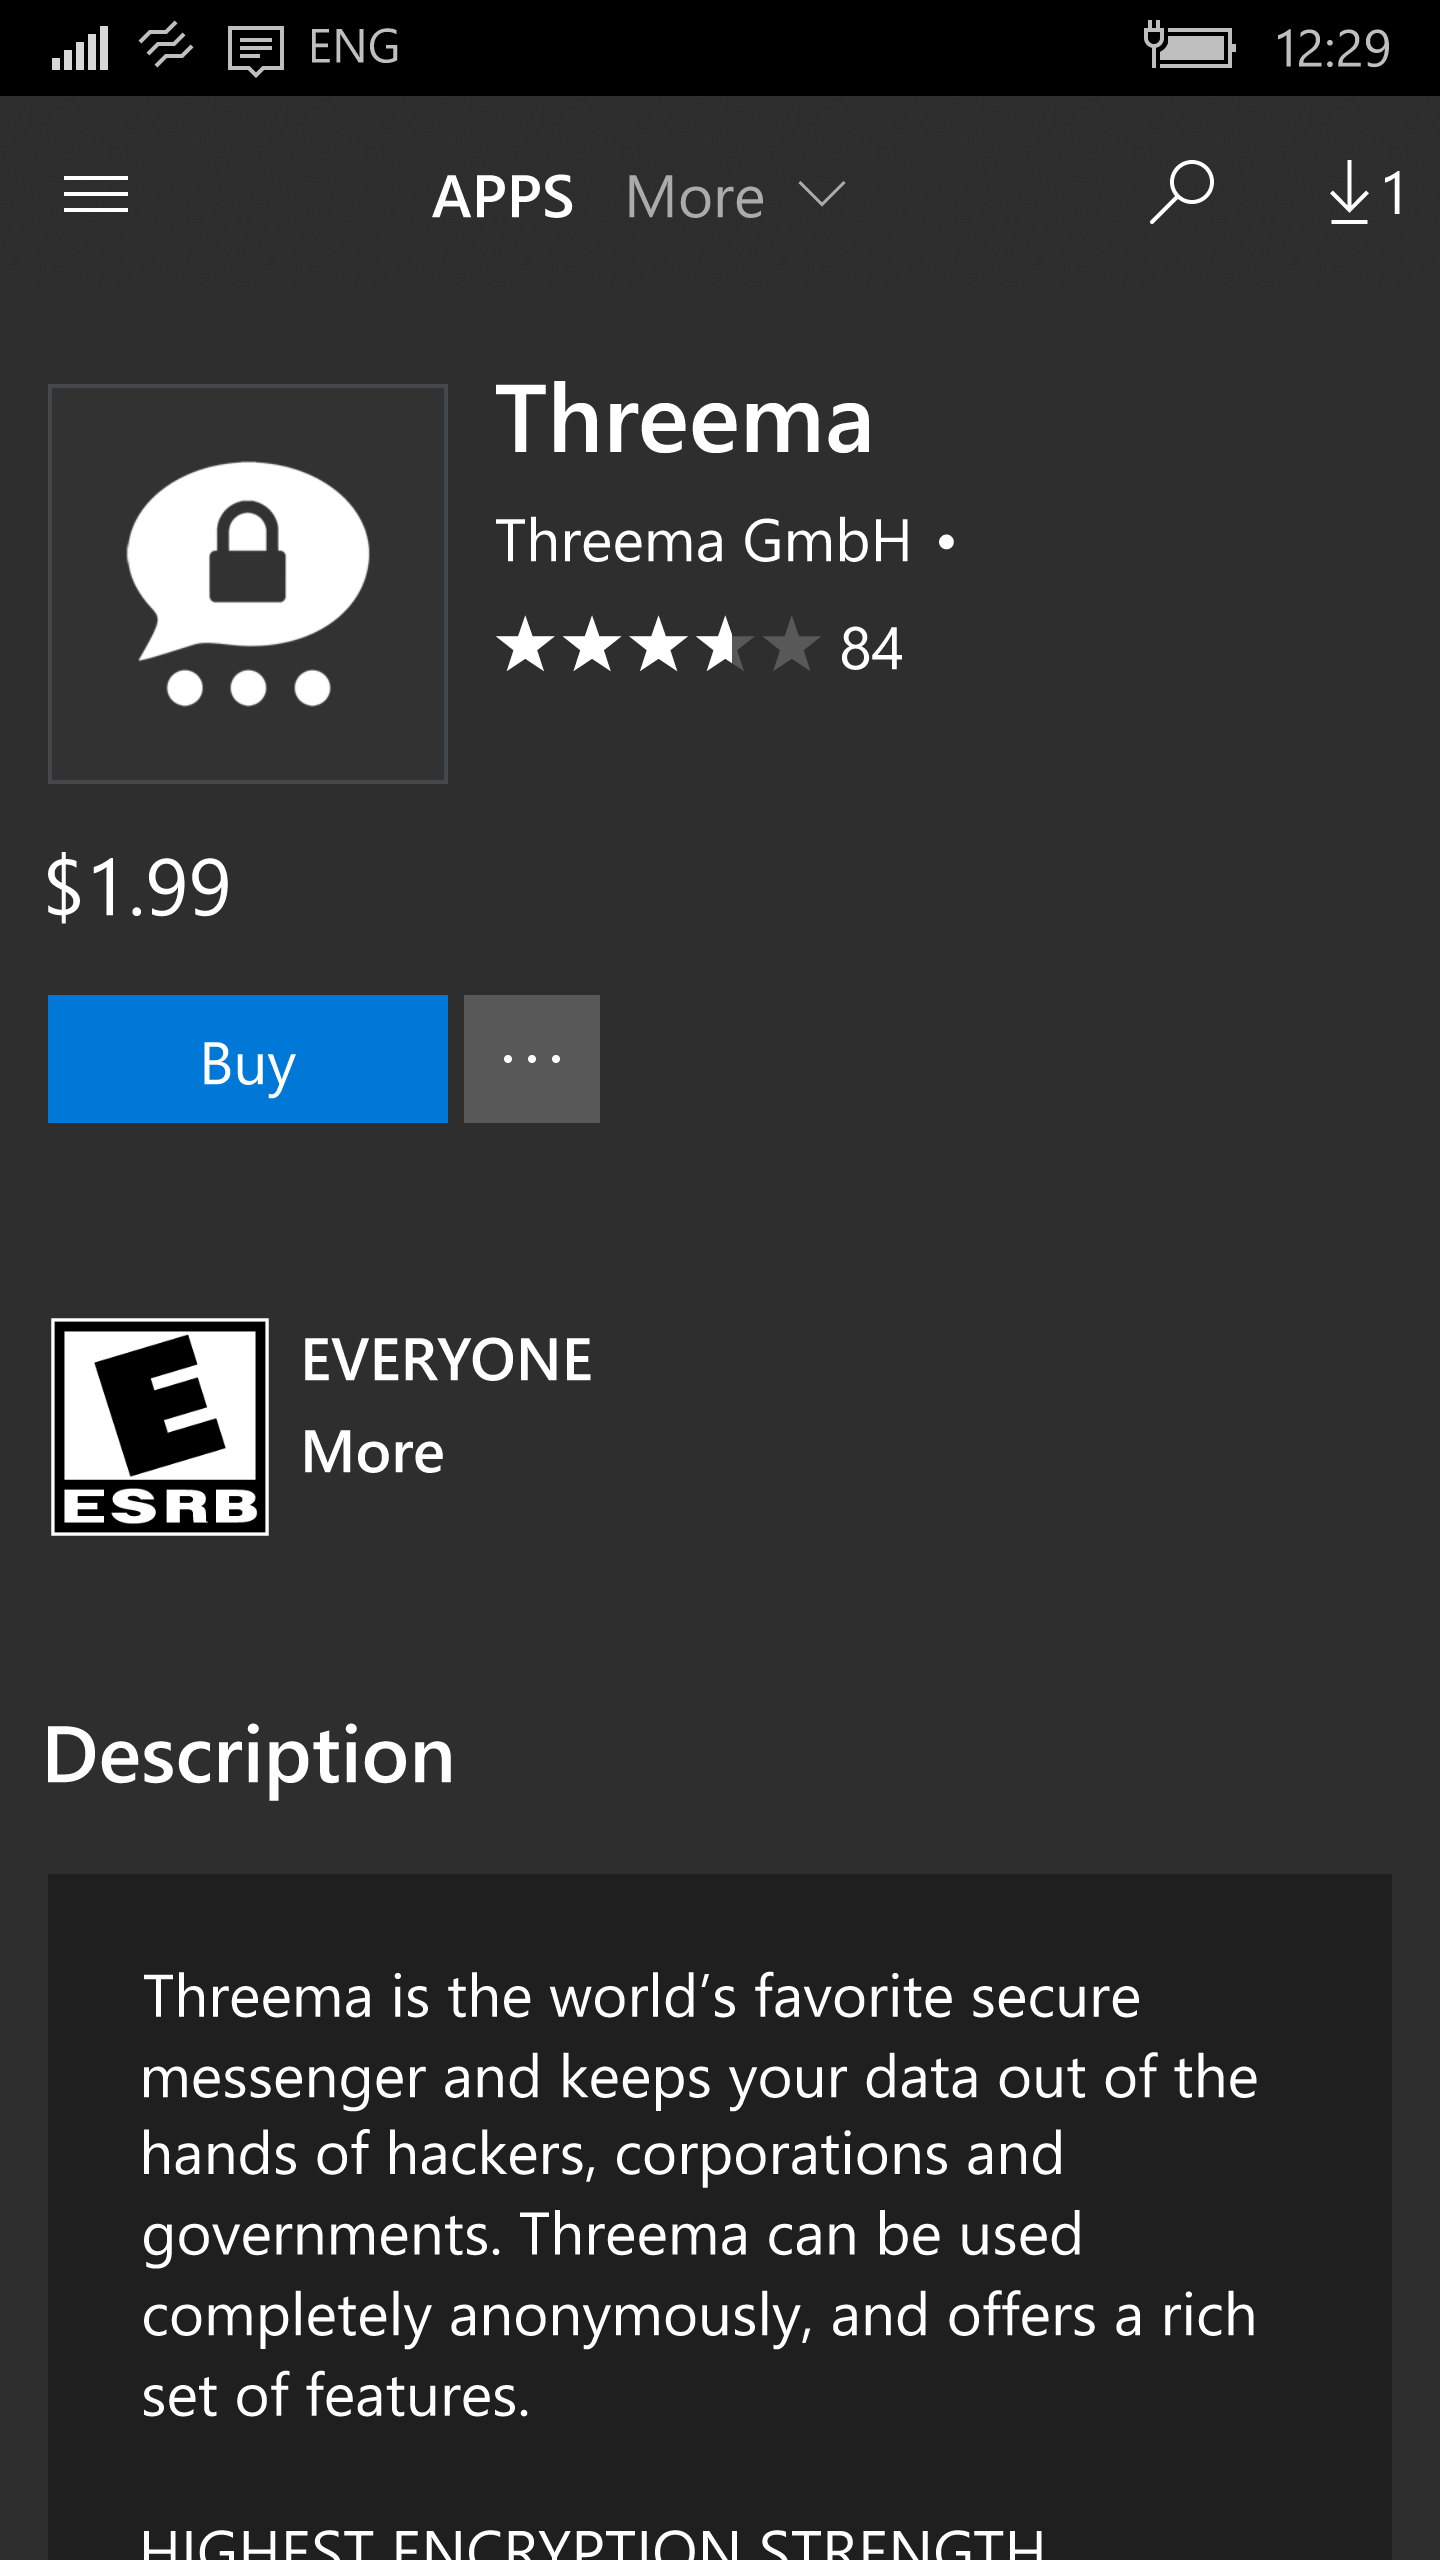 ENG 12:29
APPS More 1
Threema
Threema GmbH •
84
$1.99
Buy ...
E
EVERYONE
More
ESRB
Description
Threema is the world’s favorite secure
messenger and keeps your data out of the
hands of hackers, corporations and
governments. Threema can be used
completely anonymously, and offers a rich
set of features.
HIGHEST ENCRYPTION STRENGTH